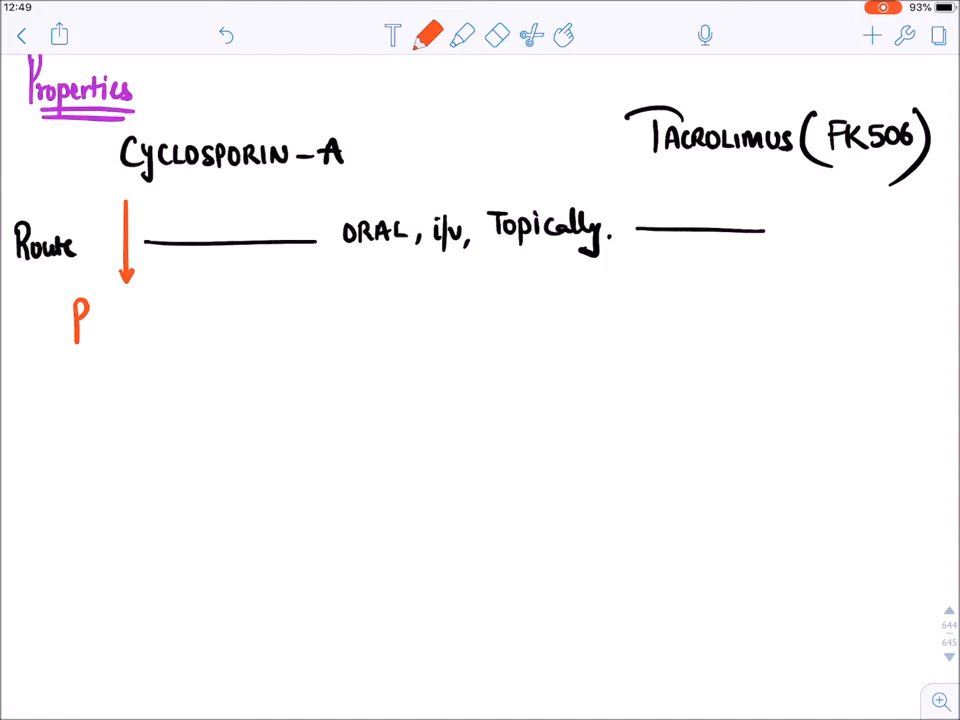 12:49
93%
Properties
CYCLOSPORIN-A
TACROLIMUS (FK506)
Route ORAL, i/v, Topically.
P
644
645